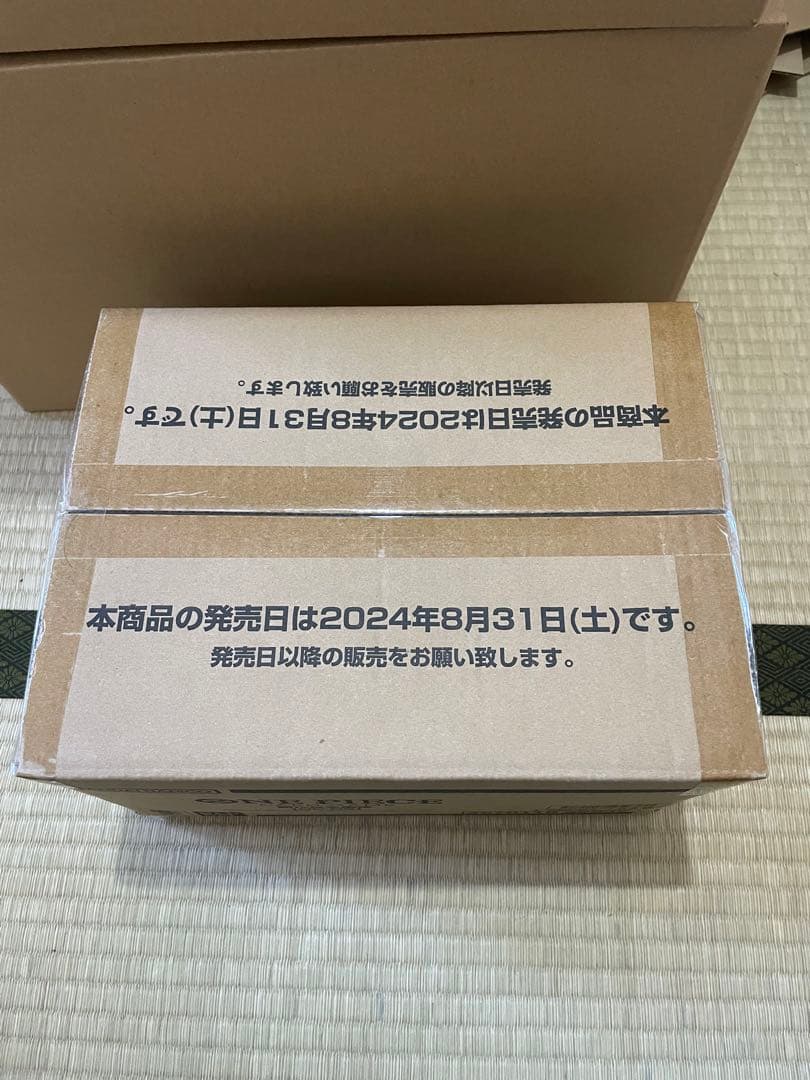 本商品の発売日は2024年8月31日(土)です。
発売日以降の販売をお願い致します。
本商品の発売日は2024年8月31日(土)です。
発売日以降の販売をお願い致します。
ONE PIECE